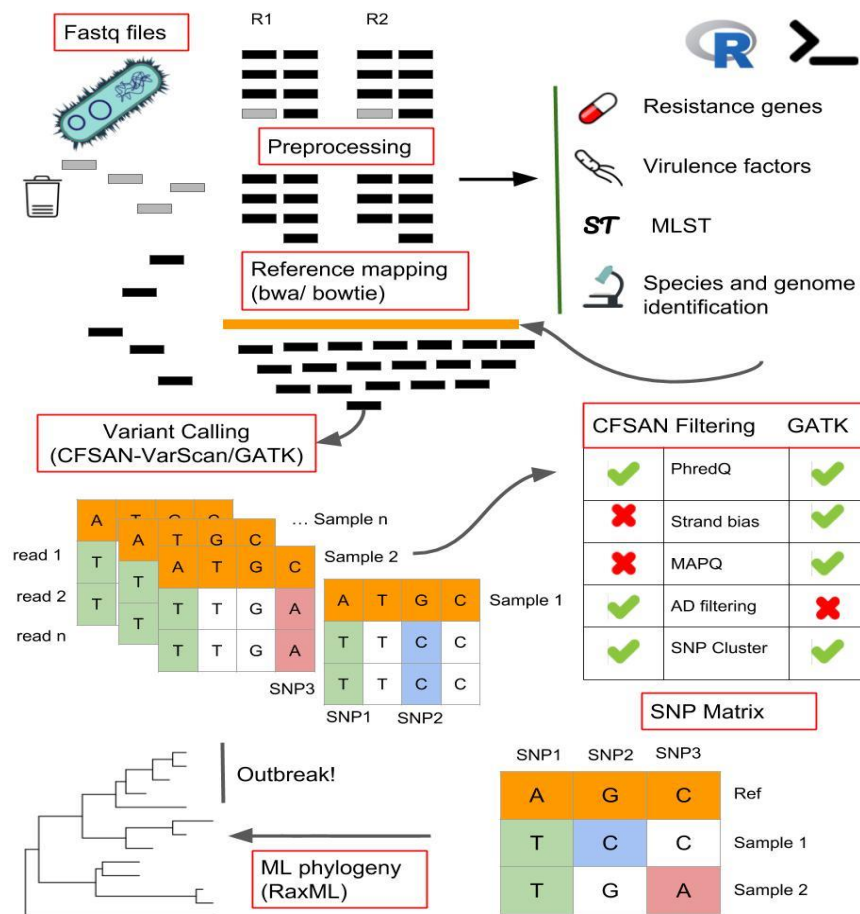 Fastq files
R1 R2
R
Preprocessing
Resistance genes
Virulence factors
ST MLST
Species and genome
identification
Reference mapping
(bwa/ bowtie)
Variant Calling
(CFSAN-VarScan/GATK)
CFSAN Filtering GATK
PhredQ
Strand bias
MAPQ
AD filtering
SNP Cluster
A T G C ... Sample n
A T G C
A T G C Sample 2
read 1 T
T
read 2 T T T G A
T
read n T T G A
SNP3
A T G C Sample 1
T T C C
T T C C
SNP1 SNP2
SNP Matrix
SNP1 SNP2 SNP3
A G C Ref
T C C Sample 1
T G A Sample 2
Outbreak!
ML phylogeny
(RaxML)